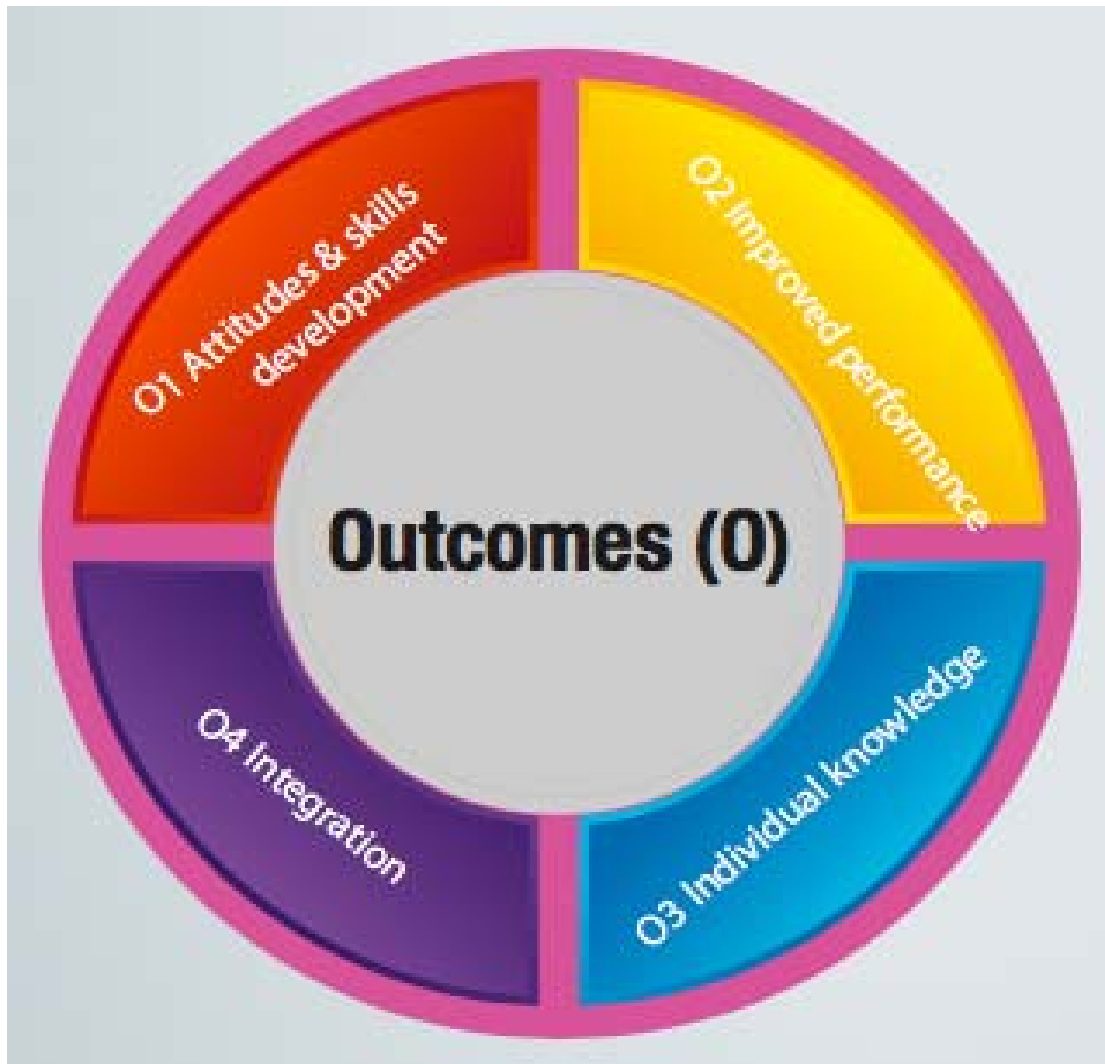 O1 Attitudes & skills
development
O2 Improved performance
Outcomes (O)
O4 Integration
O3 Individual knowledge